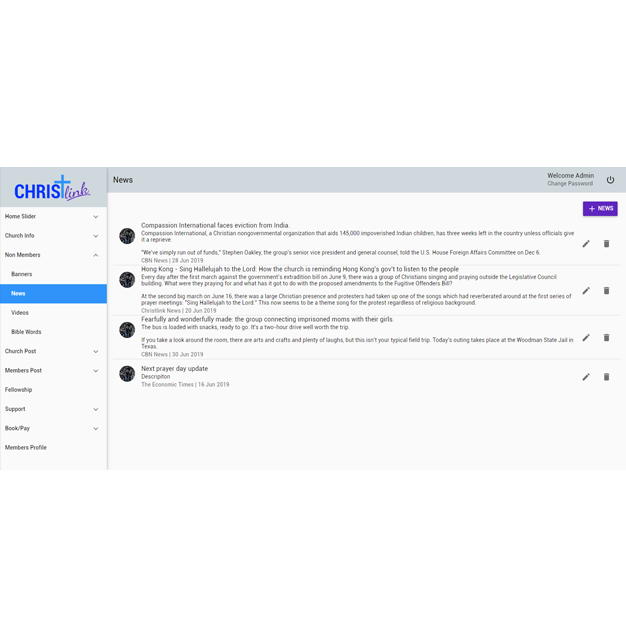 CHRISTlink
News
Welcome Admin
Change Password
Home Slider
Church Info
Non Members
Banners
News
Videos
Bible Words
Church Post
Members Post
Fellowship
Support
Book/Pay
Members Profile
+ NEWS
Compassion International faces eviction from India.
Compassion International, a Christian nongovernmental organization that aids 145,000 impoverished Indian children, has three weeks left in the country unless officials give
it a reprieve.
"We've simply run out of funds," Stephen Oakley, the group's senior vice president and general counsel, told the U.S. House Foreign Affairs Committee on Dec 6.
CBN News | 28 Jun 2019
Hong Kong - Sing Hallelujah to the Lord: How the church is reminding Hong Kong's gov't to listen to the people
Every day after the first march against the government's extradition bill on June 9, there was a group of Christians singing and praying outside the Legislative Council
building. What were they praying for and what has it got to do with the proposed amendments to the Fugitive Offenders Bill?
At the second big march on June 16, there was a large Christian presence and protesters had taken up one of the songs which had reverberated around at the first series of
prayer meetings: "Sing Hallelujah to the Lord." This now seems to be a theme song for the protest regardless of religious background.
Christlink News | 20 Jun 2019
Fearfully and wonderfully made: the group connecting imprisoned moms with their girls
The bus is loaded with snacks, ready to go. It's a two-hour drive well worth the trip.
If you take a look around the room, there are arts and crafts and plenty of laughs, but this isn't your typical field trip. Today's outing takes place at the Woodman State Jail in
Texas.
CBN News | 30 Jun 2019
Next prayer day update
Descripiton
The Economic Times | 16 Jun 2019